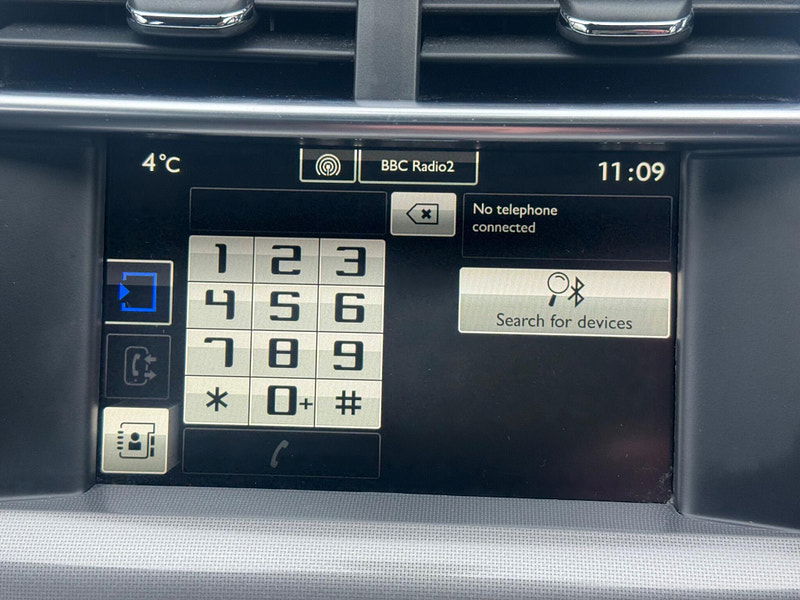 4°C
BBC Radio2
11:09
No telephone
connected
1 2 3
4 5 6
7 8 9
* 0+ #
Search for devices